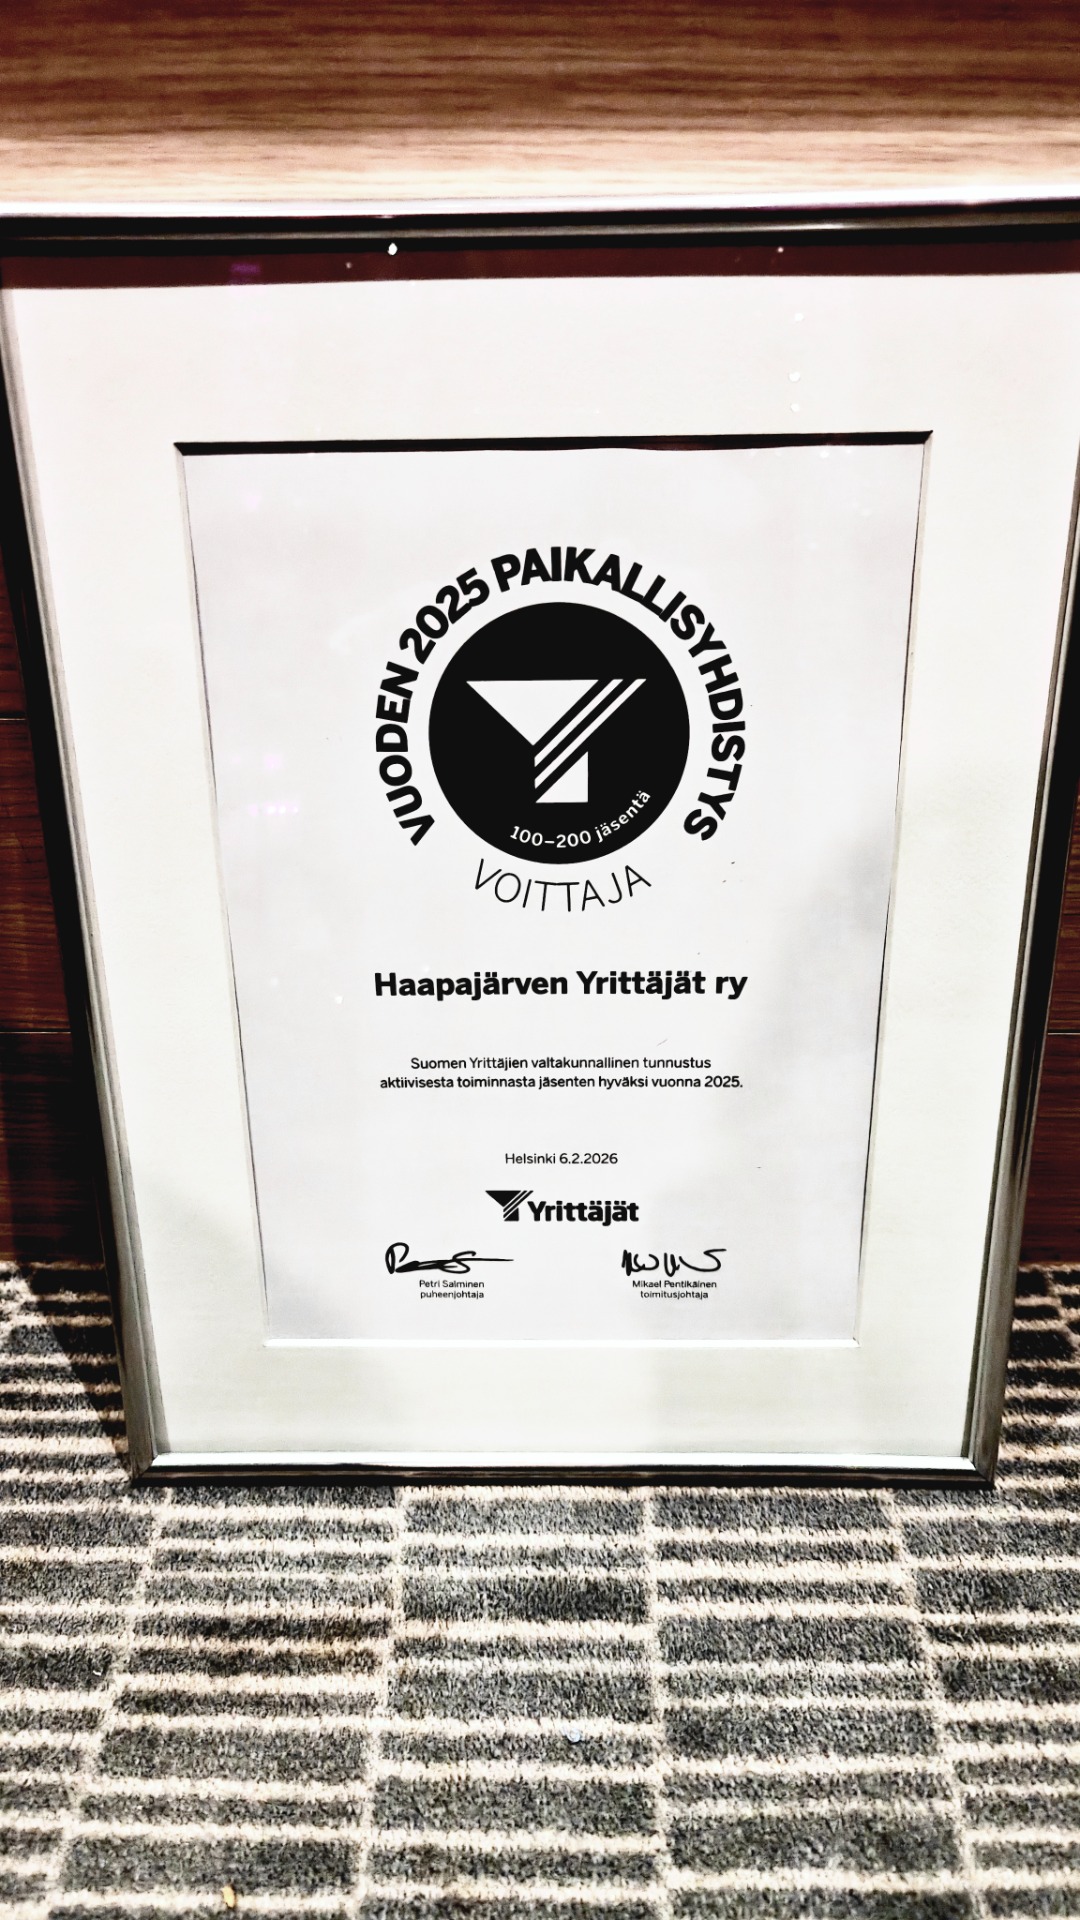 VUODEN 2025 PAIKALLISYHDISTYS
100–200 jäsentä
VOITTAJA
Haapajärven Yrittäjät ry
Suomen Yrittäjien valtakunnallinen tunnustus
aktiivisesta toiminnasta jäsenten hyväksi vuonna 2025.
Helsinki 6.2.2026
Yrittäjät
Petri Salminen
puheenjohtaja
Mikael Pentikäinen
toimitusjohtaja